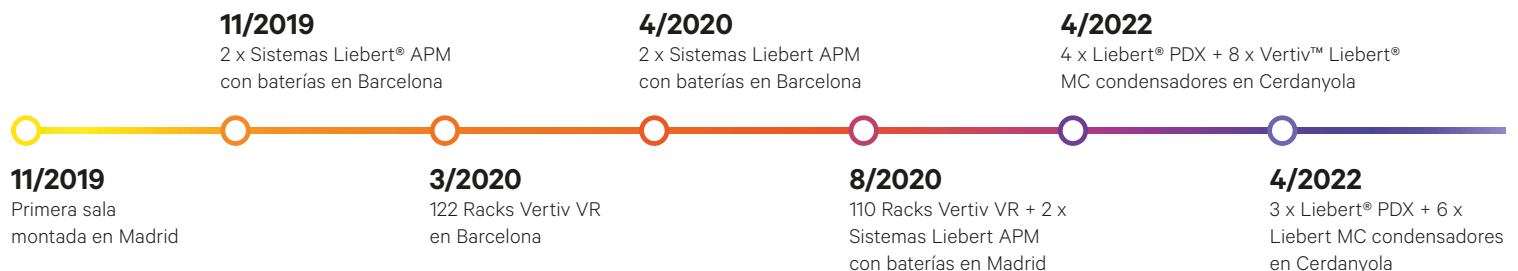 11/2019
Primera sala
montada en Madrid
11/2019
2 x Sistemas Liebert® APM
con baterías en Barcelona
3/2020
122 Racks Vertiv VR
en Barcelona
4/2020
2 x Sistemas Liebert APM
con baterías en Barcelona
8/2020
110 Racks Vertiv VR + 2 x
Sistemas Liebert APM
con baterías en Madrid
4/2022
4 x Liebert® PDX + 8 x Vertiv™ Liebert®
MC condensadores en Cerdanyola
4/2022
3 x Liebert® PDX + 6 x
Liebert MC condensadores
en Cerdanyola